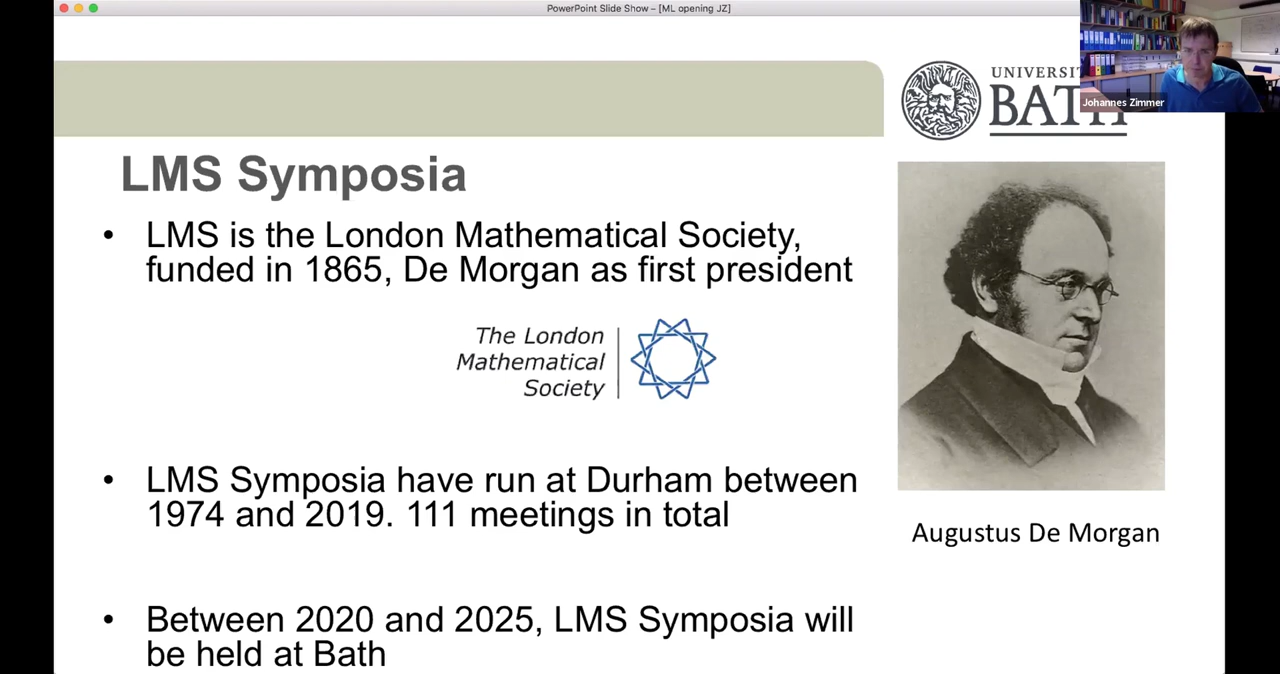 PowerPoint Slide Show – [ML opening JZ]
Johannes Zimmer
UNIVERSI
BATH
LMS Symposia
• LMS is the London Mathematical Society,
funded in 1865, De Morgan as first president
The London
Mathematical
Society
• LMS Symposia have run at Durham between
1974 and 2019. 111 meetings in total
Augustus De Morgan
• Between 2020 and 2025, LMS Symposia will
be held at Bath